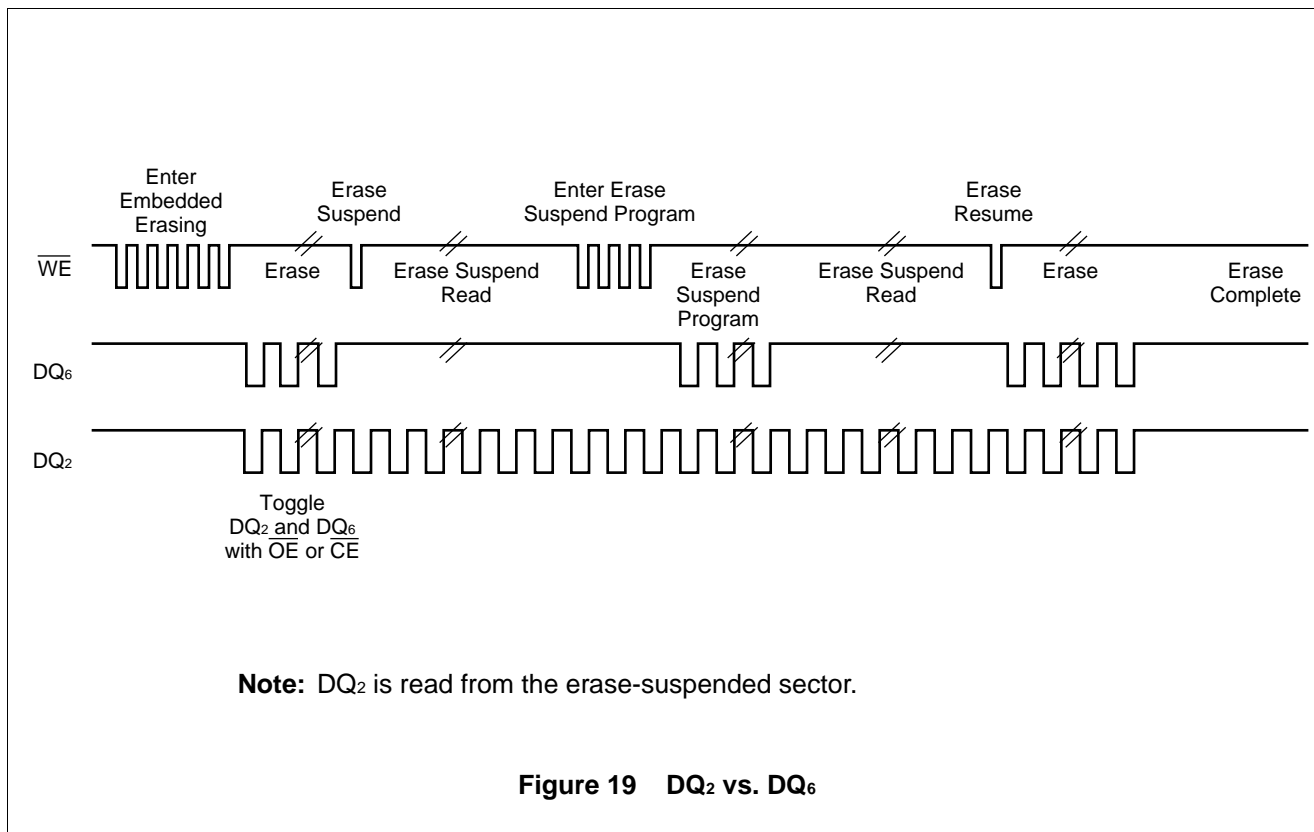 Enter
Embedded
Erasing
Erase
Suspend
Enter Erase
Suspend Program
Erase
Resume
WE
Erase
Erase Suspend
Read
Erase
Suspend
Program
Erase Suspend
Read
Erase
Erase
Complete
DQ6
DQ2
Toggle
DQ2 and DQ6
with OE or CE
Note: DQ2 is read from the erase-suspended sector.
Figure 19 DQ2 vs. DQ6